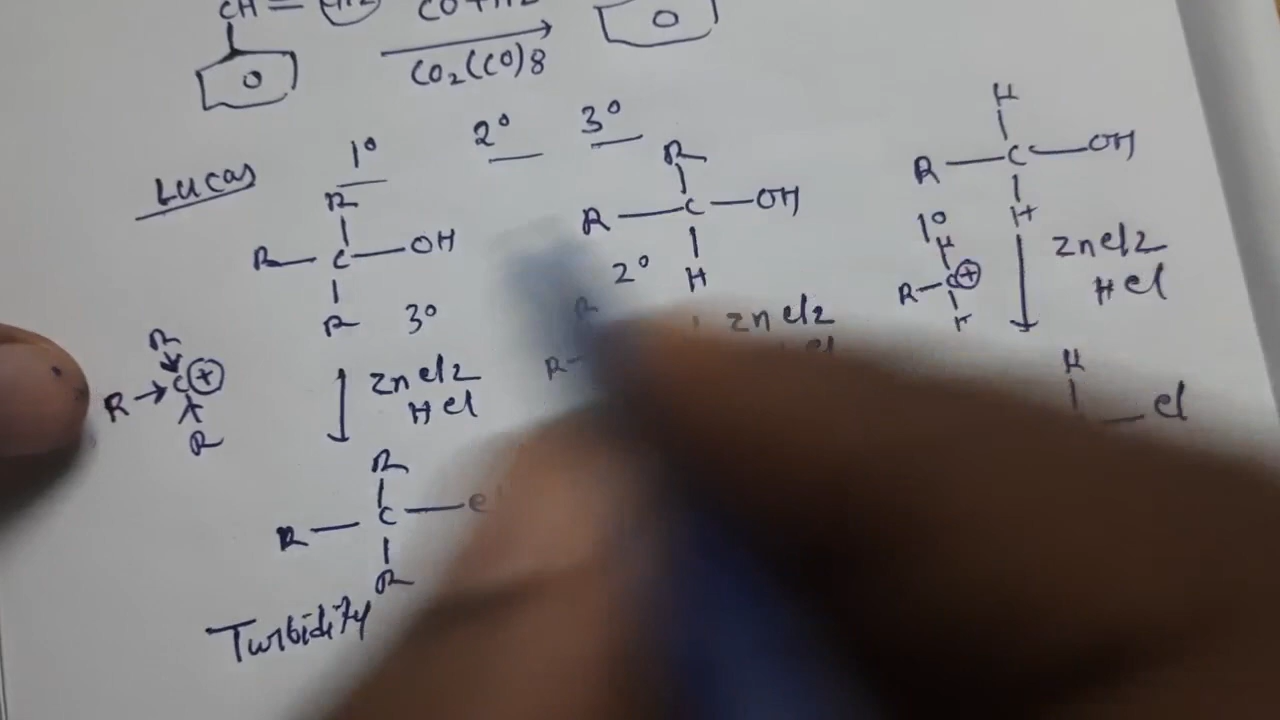 CH =
CO2(CO)8
O
O
Lucas
1° 2° 3°
R
R — C — OH
R
3°
R
R — C — OH
H
2°
H
R — C — OH
H
1°
R
R → C +
R
ZnCl2
HCl
R
R
ZnCl2
H
R — C +
H
ZnCl2
HCl
R
R — C —
R
H
Cl
Turbidity